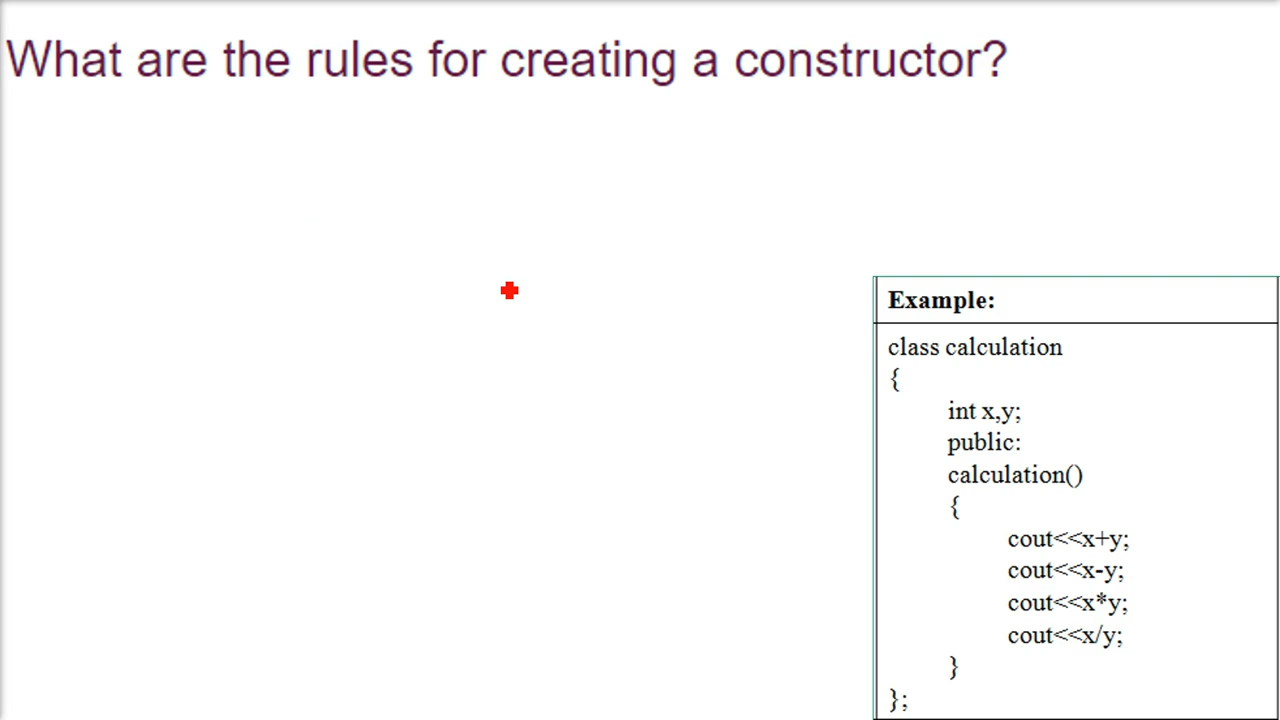 What are the rules for creating a constructor?
Example:
class calculation
{
int x,y;
public:
calculation()
{
cout<<x+y;
cout<<x-y;
cout<<x*y;
cout<<x/y;
}
};